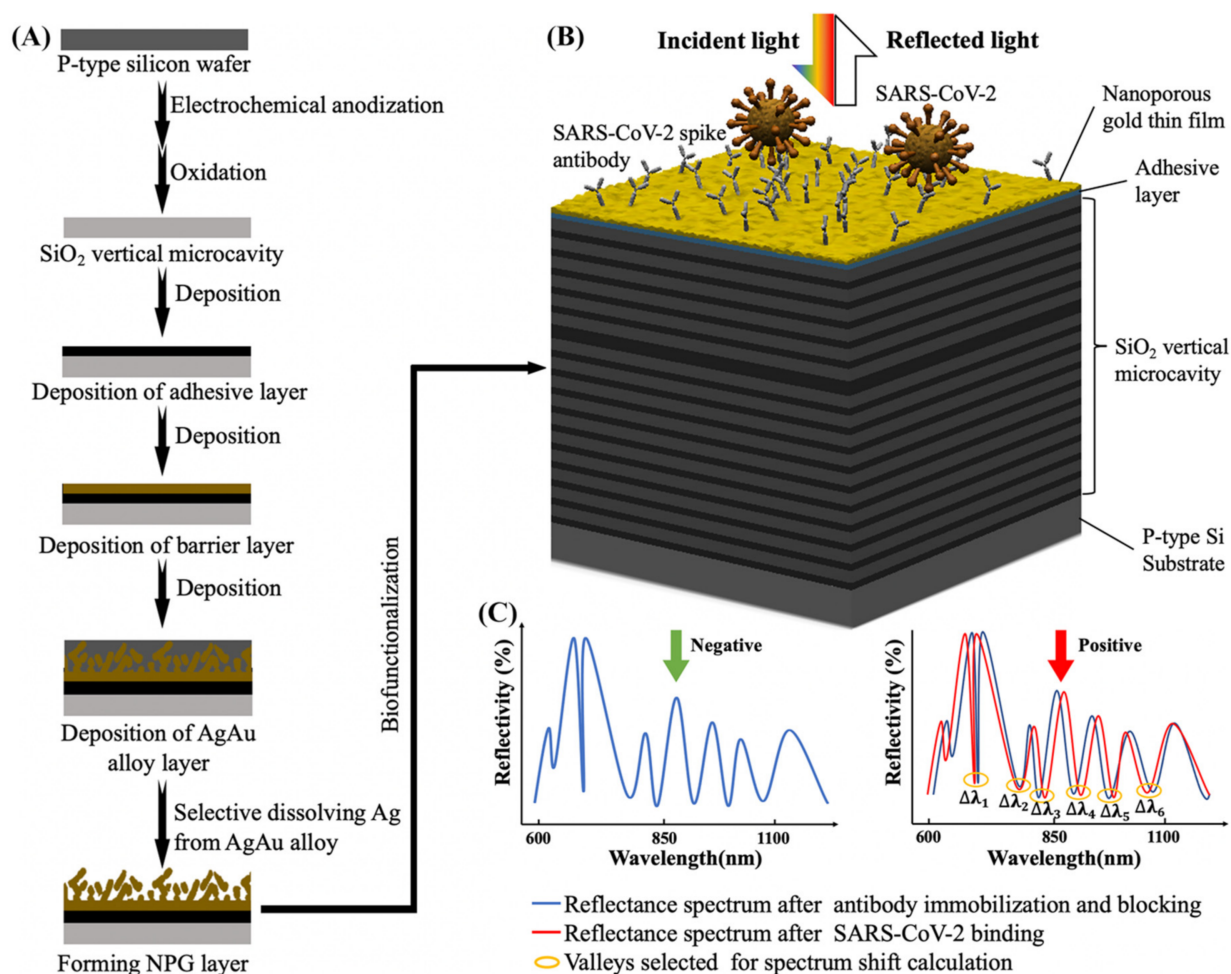 (A)
P-type silicon wafer
Electrochemical anodization
Oxidation
SiO₂ vertical microcavity
Deposition
Deposition of adhesive layer
Deposition
Deposition of barrier layer
Deposition
Deposition of AgAu
alloy layer
Selective dissolving Ag
from AgAu alloy
Forming NPG layer
Biofunctionalization
(B)
Incident light
Reflected light
SARS-CoV-2
SARS-CoV-2 spike
antibody
Nanoporous
gold thin film
Adhesive
layer
SiO₂ vertical
microcavity
P-type Si
Substrate
(C)
Reflectivity (%)
Negative
600
850
1100
Wavelength(nm)
Reflectivity (%)
Positive
Δλ₁
Δλ₂
Δλ₃
Δλ₄
Δλ₅
Δλ₆
600
850
1100
Wavelength(nm)
Reflectance spectrum after antibody immobilization and blocking
Reflectance spectrum after SARS-CoV-2 binding
Valleys selected for spectrum shift calculation